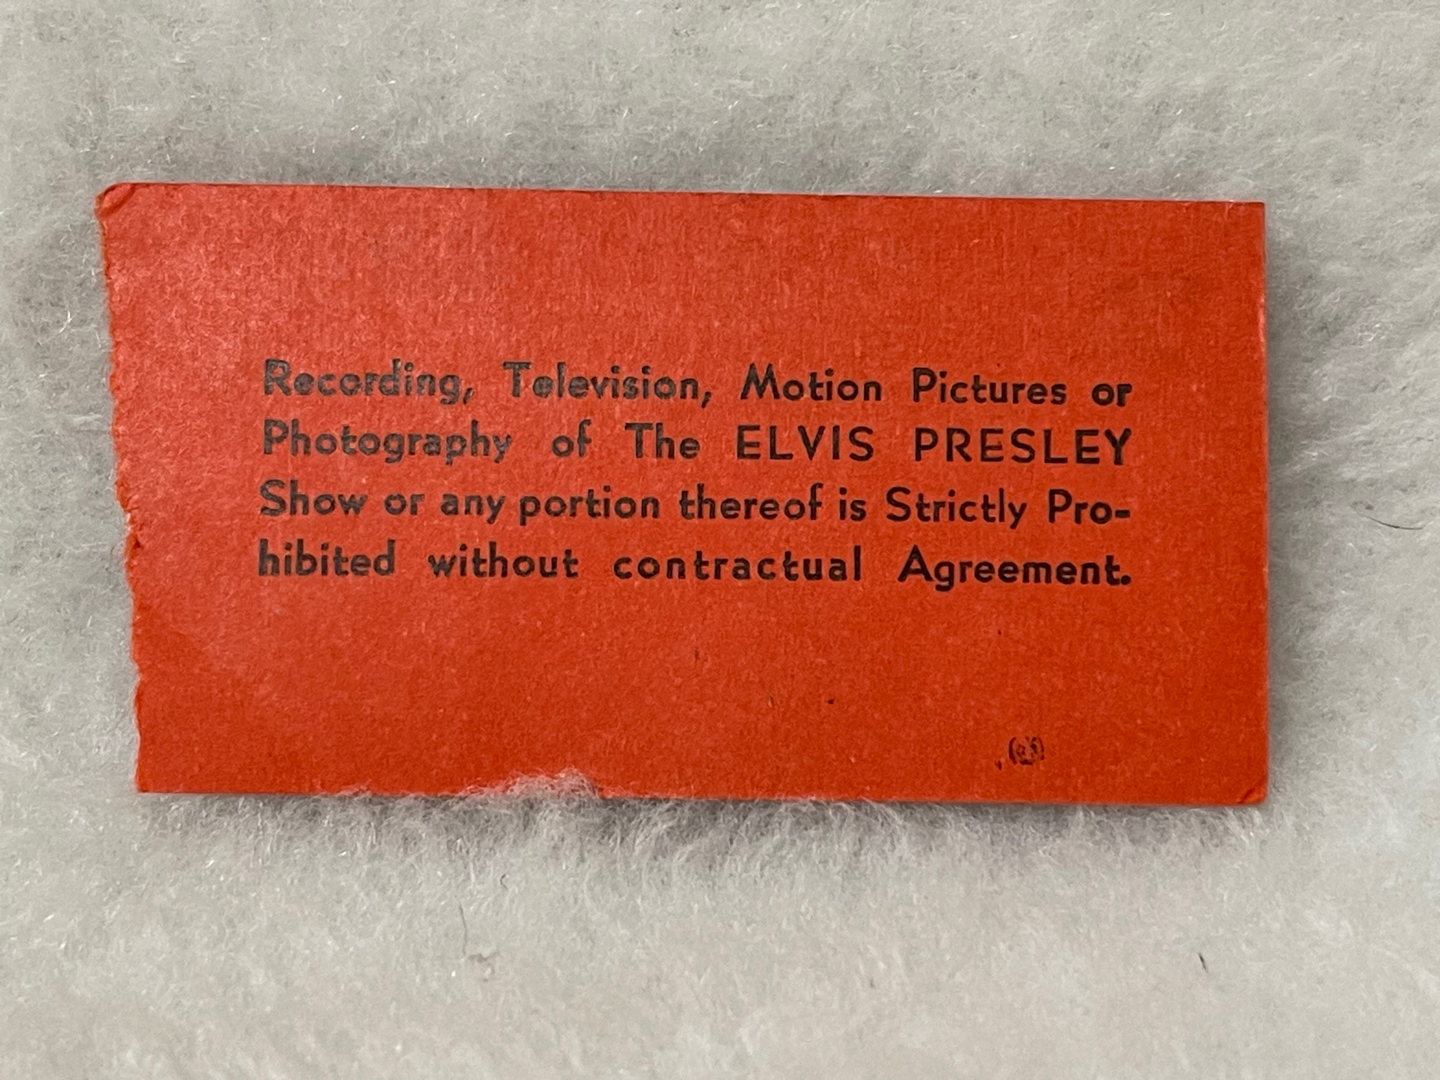 Recording, Television, Motion Pictures or
Photography of The ELVIS PRESLEY
Show or any portion thereof is Strictly Pro-
hibited without contractual Agreement.